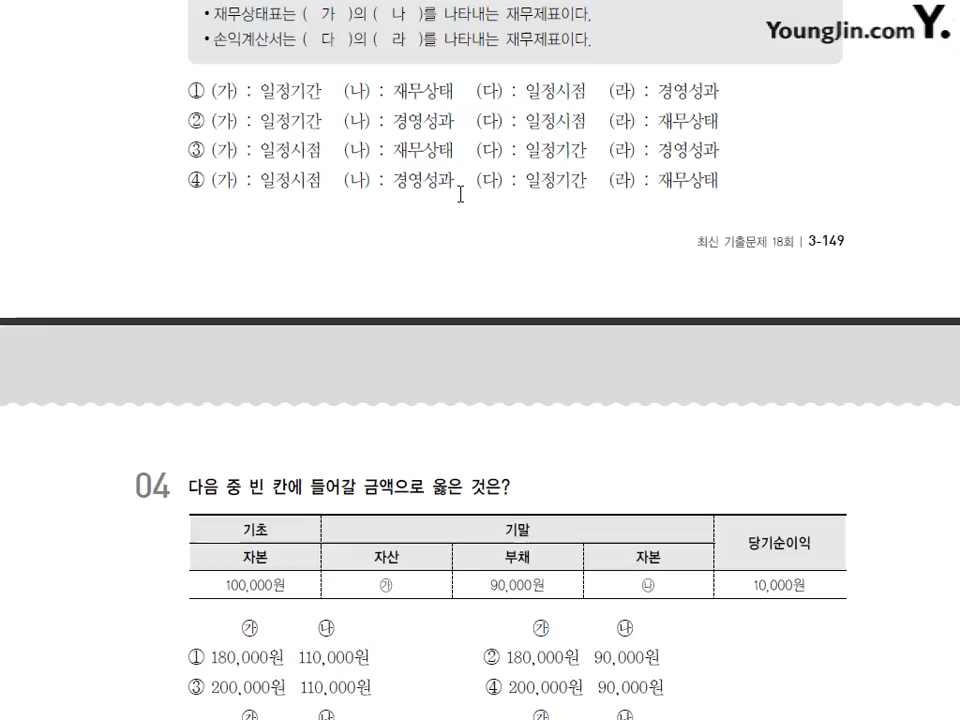 • 재무상태표는 ( 가 )의 ( 나 )를 나타내는 재무제표이다.
• 손익계산서는 ( 다 )의 ( 라 )를 나타내는 재무제표이다.
YoungJin.com Y.
① (가) : 일정기간 (나) : 재무상태 (다) : 일정시점 (라) : 경영성과
② (가) : 일정기간 (나) : 경영성과 (다) : 일정시점 (라) : 재무상태
③ (가) : 일정시점 (나) : 재무상태 (다) : 일정기간 (라) : 경영성과
④ (가) : 일정시점 (나) : 경영성과 (다) : 일정기간 (라) : 재무상태
최신 기출문제 18회 | 3-149
04 다음 중 빈 칸에 들어갈 금액으로 옳은 것은?
기초 기말 당기순이익
자본 자산 부채 자본
100,000원 ㉮ 90,000원 ㉯ 10,000원
㉮ ㉯ ㉮ ㉯
① 180,000원 110,000원 ② 180,000원 90,000원
③ 200,000원 110,000원 ④ 200,000원 90,000원
㉮ ㉯ ㉮ ㉯